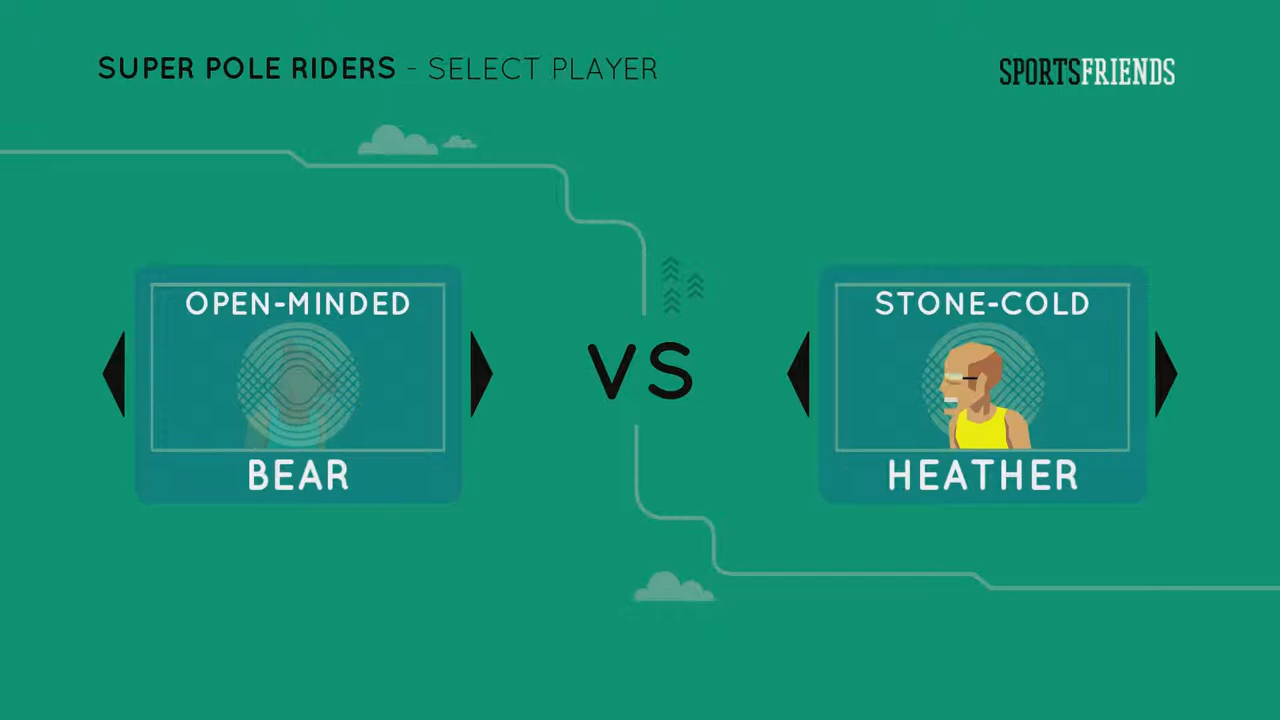 SUPER POLE RIDERS - SELECT PLAYER
SPORTSFRIENDS
OPEN-MINDED
BEAR
VS
STONE-COLD
HEATHER